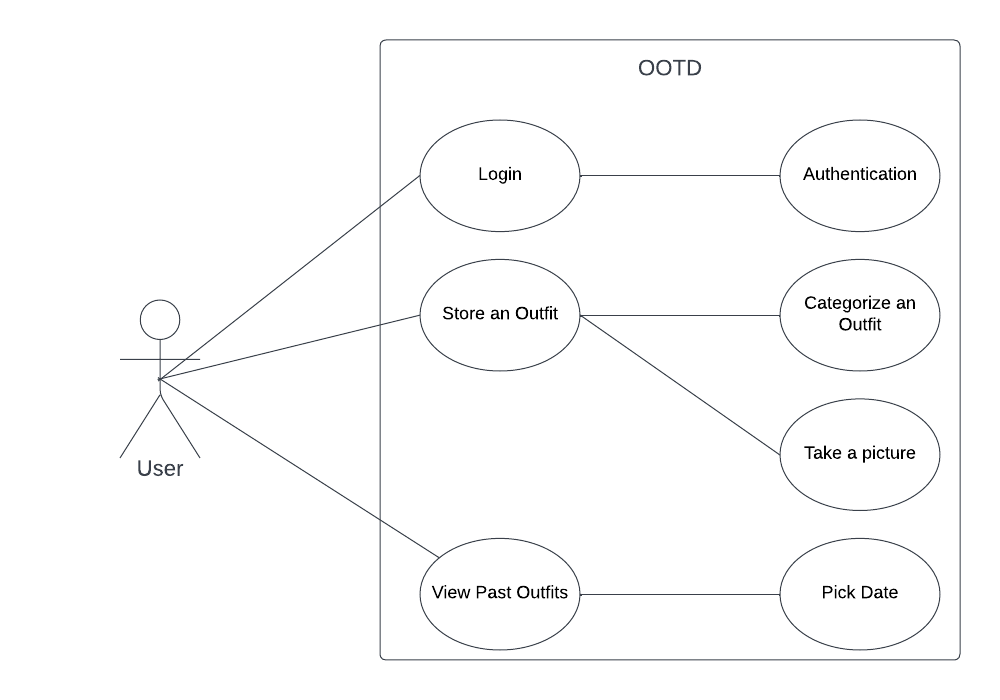 OOTD
Login
Authentication
Store an Outfit
Categorize an
Outfit
Take a picture
User
View Past Outfits
Pick Date